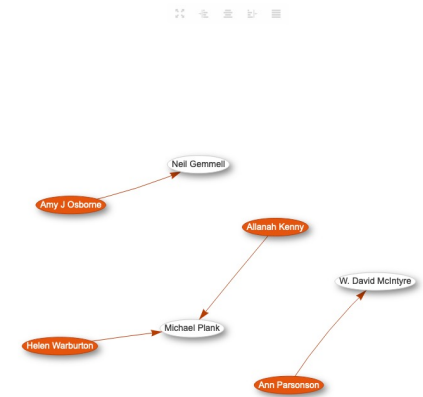 Neil Gemmell
Amy J Osborne
Allanah Kenny
W. David McIntyre
Michael Plank
Helen Warburton
Ann Parsonson